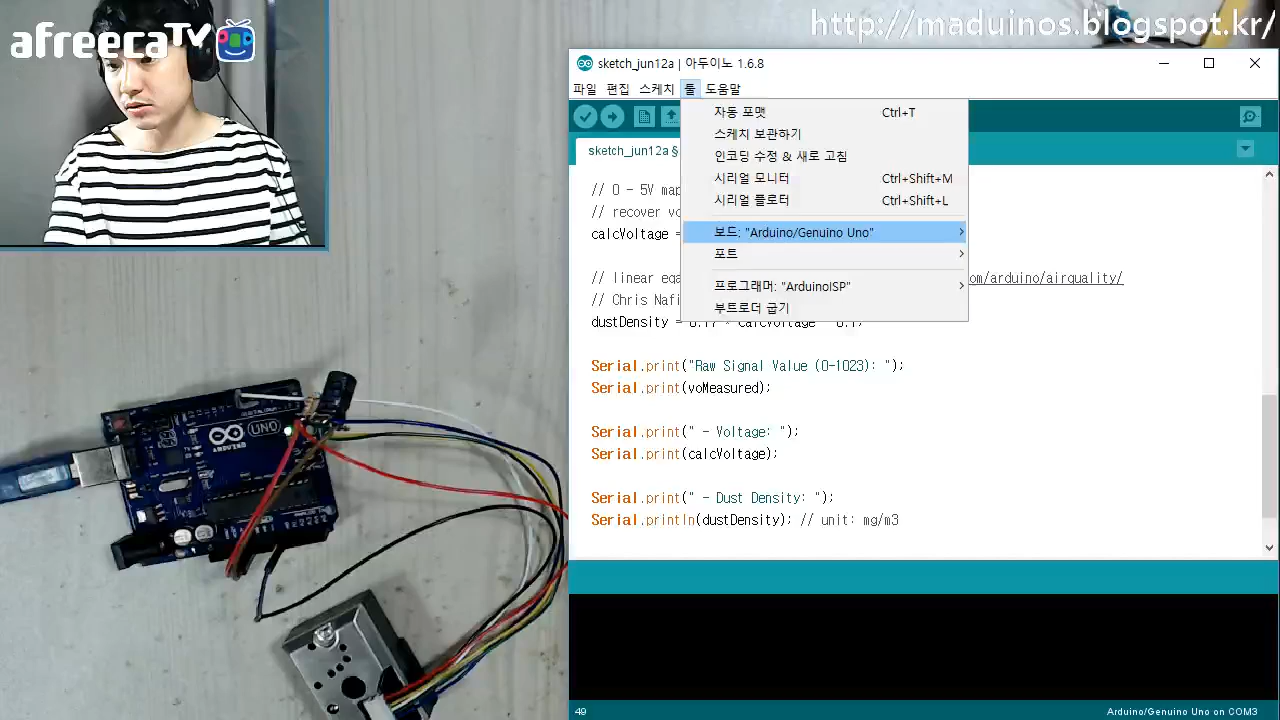 afreecaTV
http://maduinos.blogspot.kr/
sketch_jun12a | 아두이노 1.6.8
파일 편집 스케치 툴 도움말
자동 포맷 Ctrl+T
스케치 보관하기
인코딩 수정 & 새로 고침
시리얼 모니터 Ctrl+Shift+M
시리얼 플로터 Ctrl+Shift+L
보드: "Arduino/Genuino Uno"
포트
프로그래머: "ArduinoISP"
부트로더 굽기
sketch_jun12a §
// 0 - 5V map
// recover vo
calcVoltage =
// linear eqa om/arduino/airquality/
// Chris Nafi
dustDensity =
Serial.print("Raw Signal Value (0-1023): ");
Serial.print(voMeasured);
Serial.print(" - Voltage: ");
Serial.print(calcVoltage);
Serial.print(" - Dust Density: ");
Serial.println(dustDensity); // unit: mg/m3
49 Arduino/Genuino Uno on COM3
UNO